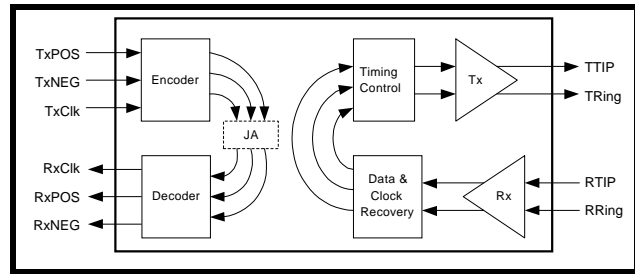 TxPOS
TxNEG
TxClk
Encoder
JA
RxClk
RxPOS
RxNEG
Decoder
Timing
Control
Tx
TTIP
TRing
Data &
Clock
Recovery
Rx
RTIP
RRing